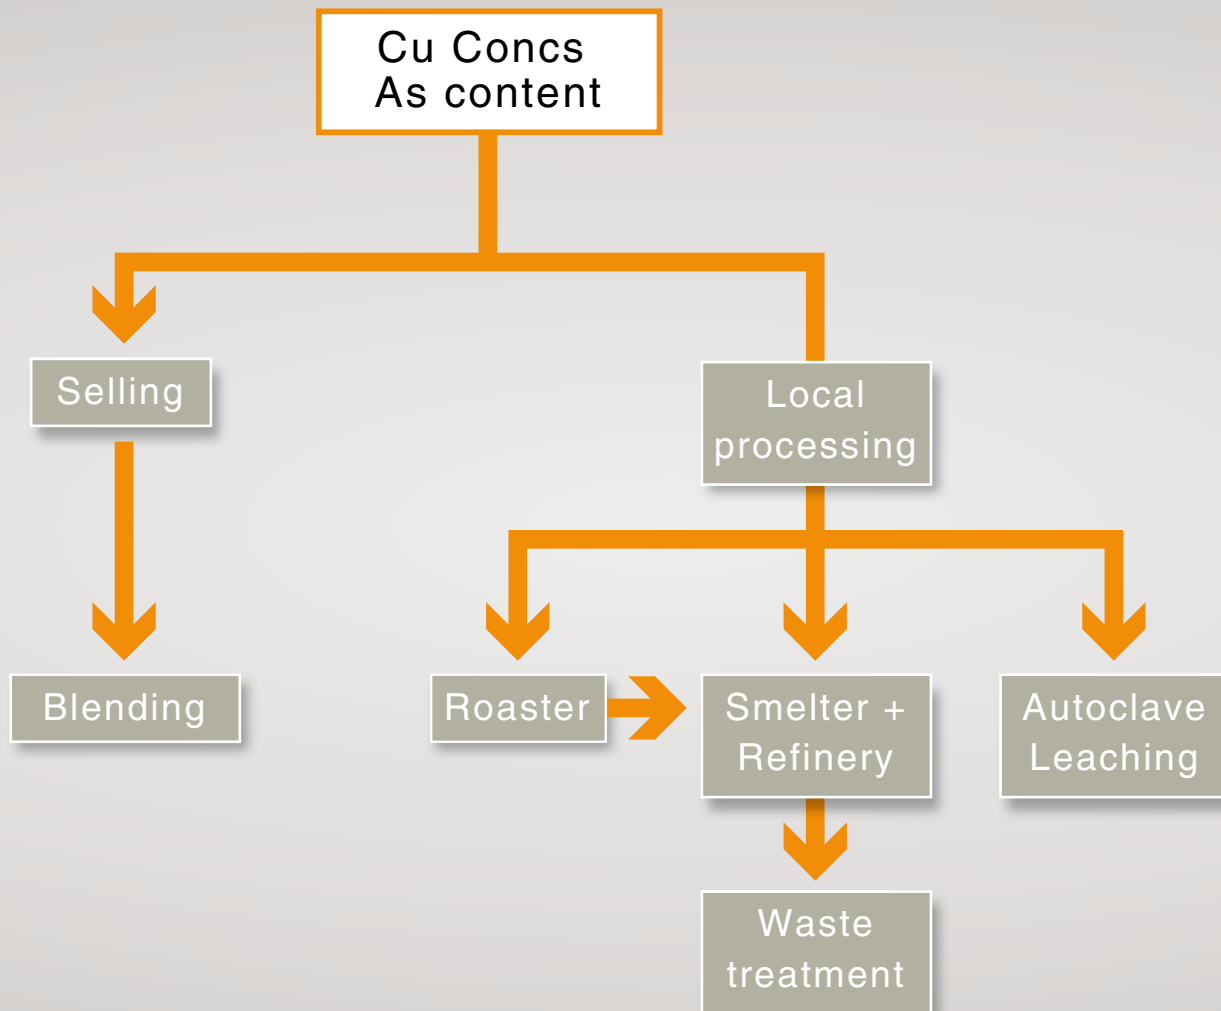 Cu Concs
As content
Selling
Local
processing
Blending
Roaster
Smelter +
Refinery
Autoclave
Leaching
Waste
treatment